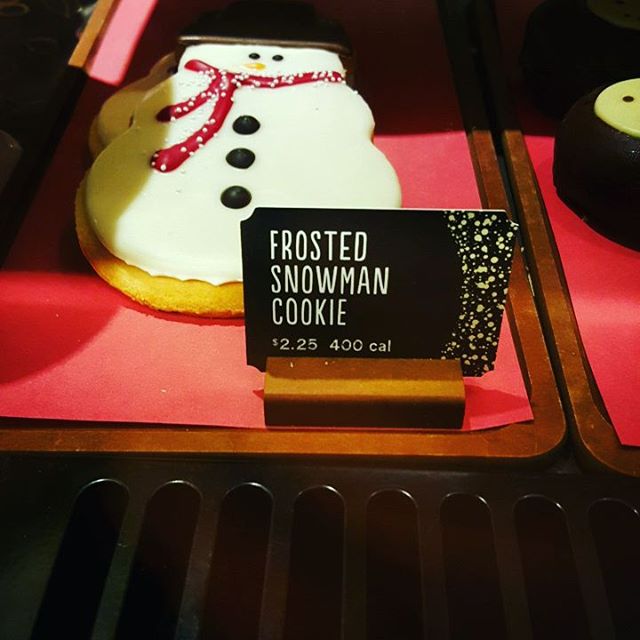 FROSTED
SNOWMAN
COOKIE
$2.25 400 cal